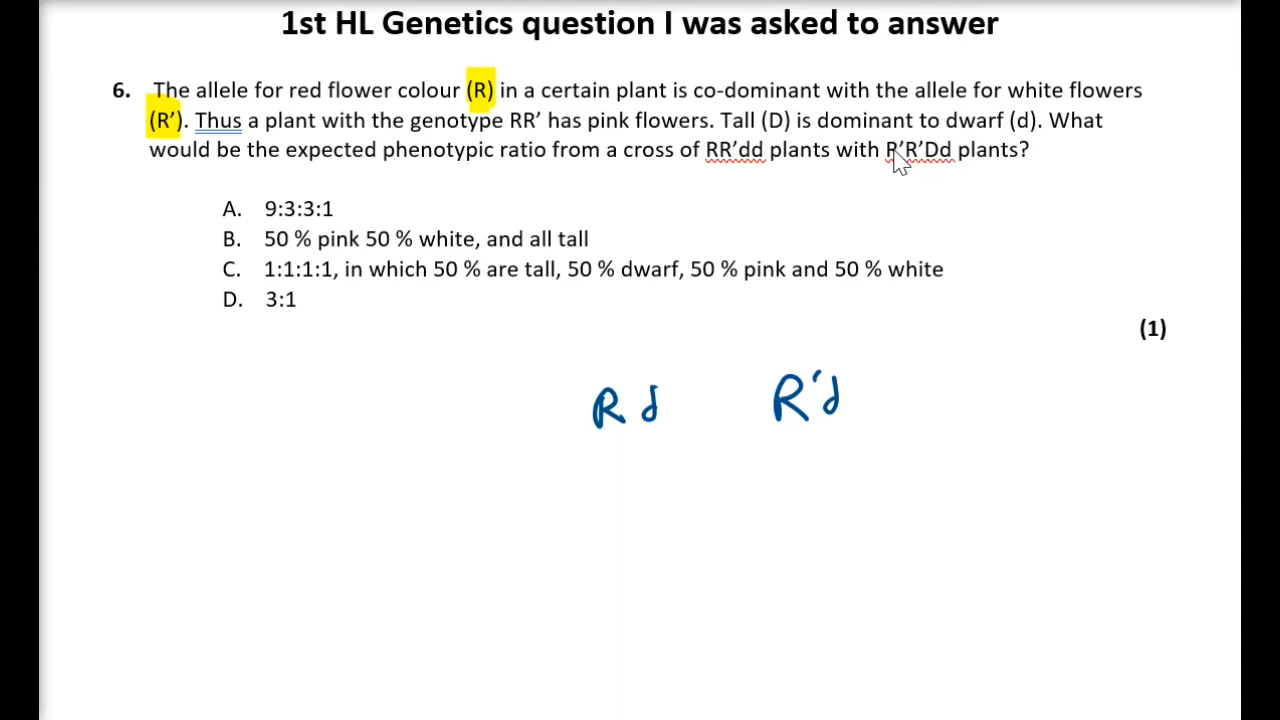 1st HL Genetics question I was asked to answer
6. The allele for red flower colour (R) in a certain plant is co-dominant with the allele for white flowers
(R’). Thus a plant with the genotype RR’ has pink flowers. Tall (D) is dominant to dwarf (d). What
would be the expected phenotypic ratio from a cross of RR’dd plants with R’R’Dd plants?
A. 9:3:3:1
B. 50 % pink 50 % white, and all tall
C. 1:1:1:1, in which 50 % are tall, 50 % dwarf, 50 % pink and 50 % white
D. 3:1
(1)
R d R’d